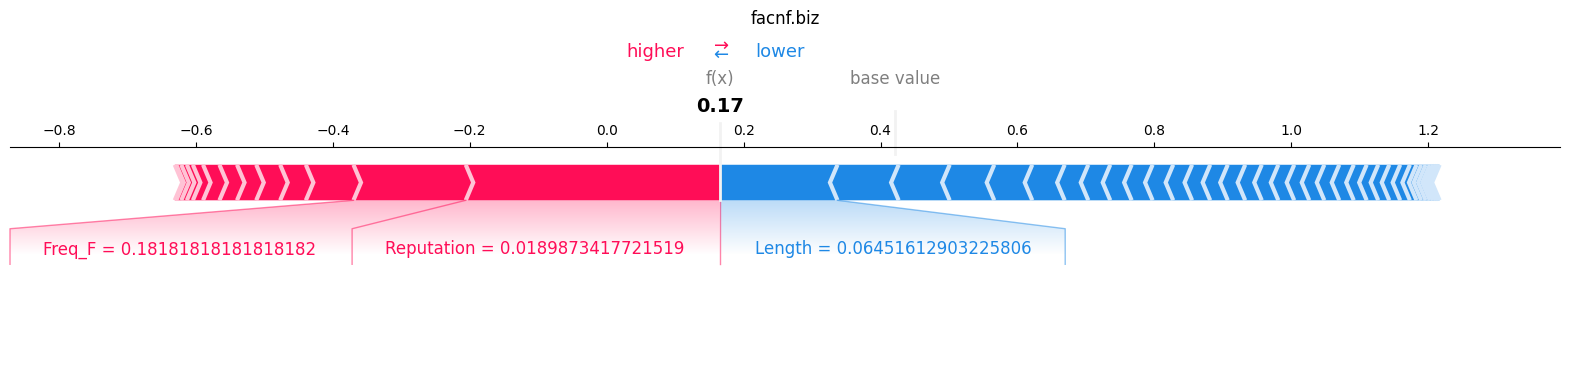 facnf.biz
higher ⇄ lower
f(x) base value
0.17
−0.8 −0.6 −0.4 −0.2 0.0 0.2 0.4 0.6 0.8 1.0 1.2
Freq_F = 0.18181818181818182 Reputation = 0.0189873417721519 Length = 0.06451612903225806